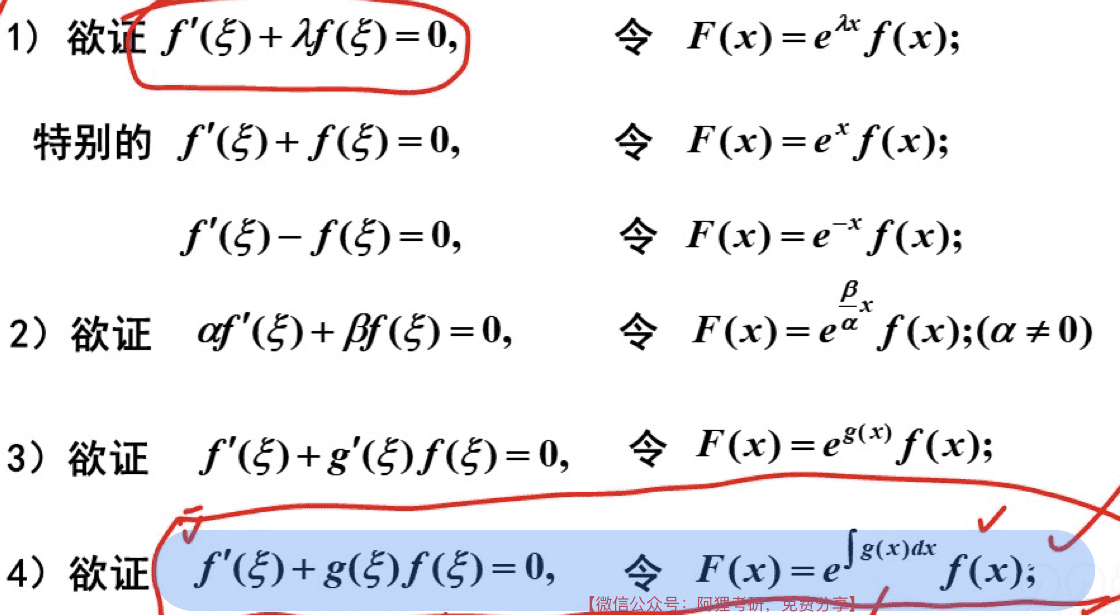 1) 欲证 f′(ξ)+λf(ξ)=0, 令 F(x)=e^{λx}f(x);
特别的 f′(ξ)+f(ξ)=0, 令 F(x)=e^{x}f(x);
f′(ξ)−f(ξ)=0, 令 F(x)=e^{−x}f(x);
2) 欲证 αf′(ξ)+βf(ξ)=0, 令 F(x)=e^{\frac{β}{α}x}f(x);(α≠0)
3) 欲证 f′(ξ)+g′(ξ)f(ξ)=0, 令 F(x)=e^{g(x)}f(x);
4) 欲证 f′(ξ)+g(ξ)f(ξ)=0, 令 F(x)=e^{∫g(x)dx}f(x);
【微信公众号：阿狸考研，免费分享】